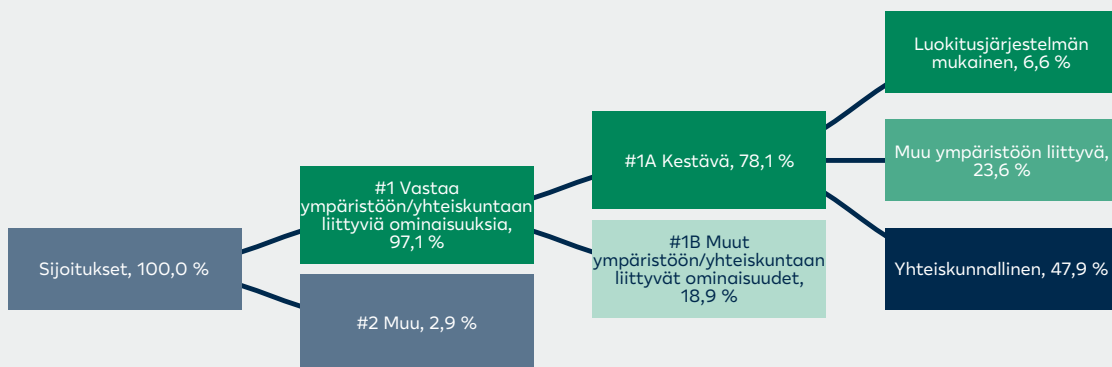 Sijoitukset, 100,0 %
#1 Vastaa
ympäristöön/yhteiskuntaan
liittyviä ominaisuuksia,
97,1 %
#2 Muu, 2,9 %
#1A Kestävä, 78,1 %
#1B Muut
ympäristöön/yhteiskuntaan
liittyvät ominaisuudet,
18,9 %
Luokitusjärjestelmän
mukainen, 6,6 %
Muu ympäristöön liittyvä,
23,6 %
Yhteiskunnallinen, 47,9 %